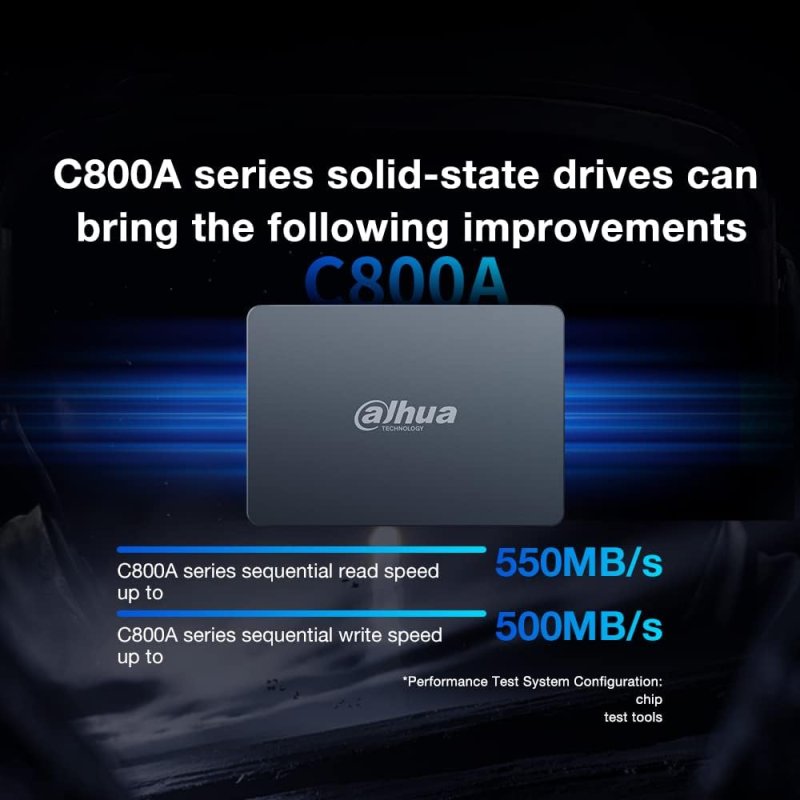 C800A series solid-state drives can
bring the following improvements
C800A
alhua
TECHNOLOGY
C800A series sequential read speed
up to
550MB/s
C800A series sequential write speed
up to
500MB/s
*Performance Test System Configuration:
chip
test tools